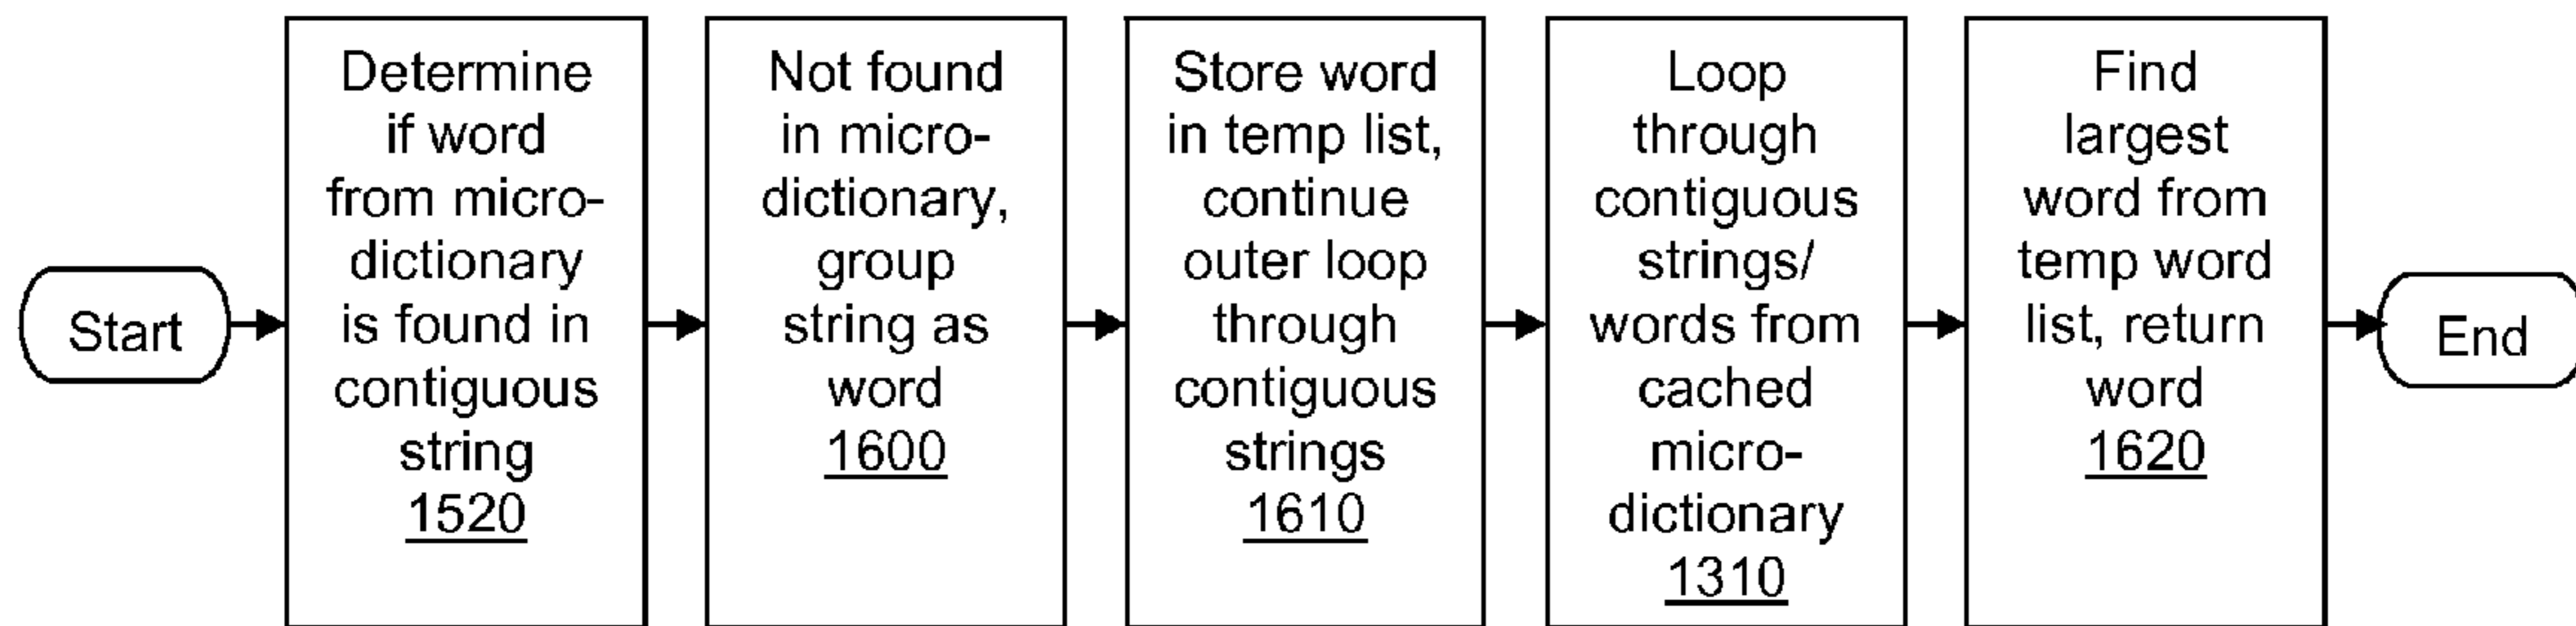 Start
Determine
if word
from micro-
dictionary
is found in
contiguous
string
1520
Not found
in micro-
dictionary,
group
string as
word
1600
Store word
in temp list,
continue
outer loop
through
contiguous
strings
1610
Loop
through
contiguous
strings/
words from
cached
micro-
dictionary
1310
Find
largest
word from
temp word
list, return
word
1620
End